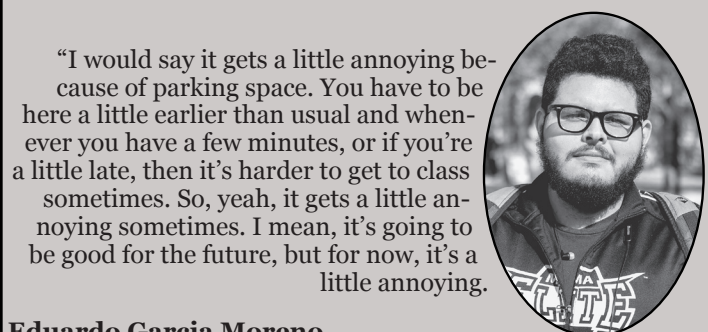 “I would say it gets a little annoying be-
cause of parking space. You have to be
here a little earlier than usual and when-
ever you have a few minutes, or if you’re
a little late, then it’s harder to get to class
sometimes. So, yeah, it gets a little an-
noying sometimes. I mean, it’s going to
be good for the future, but for now, it’s a
little annoying.
Eduardo Garcia Moreno